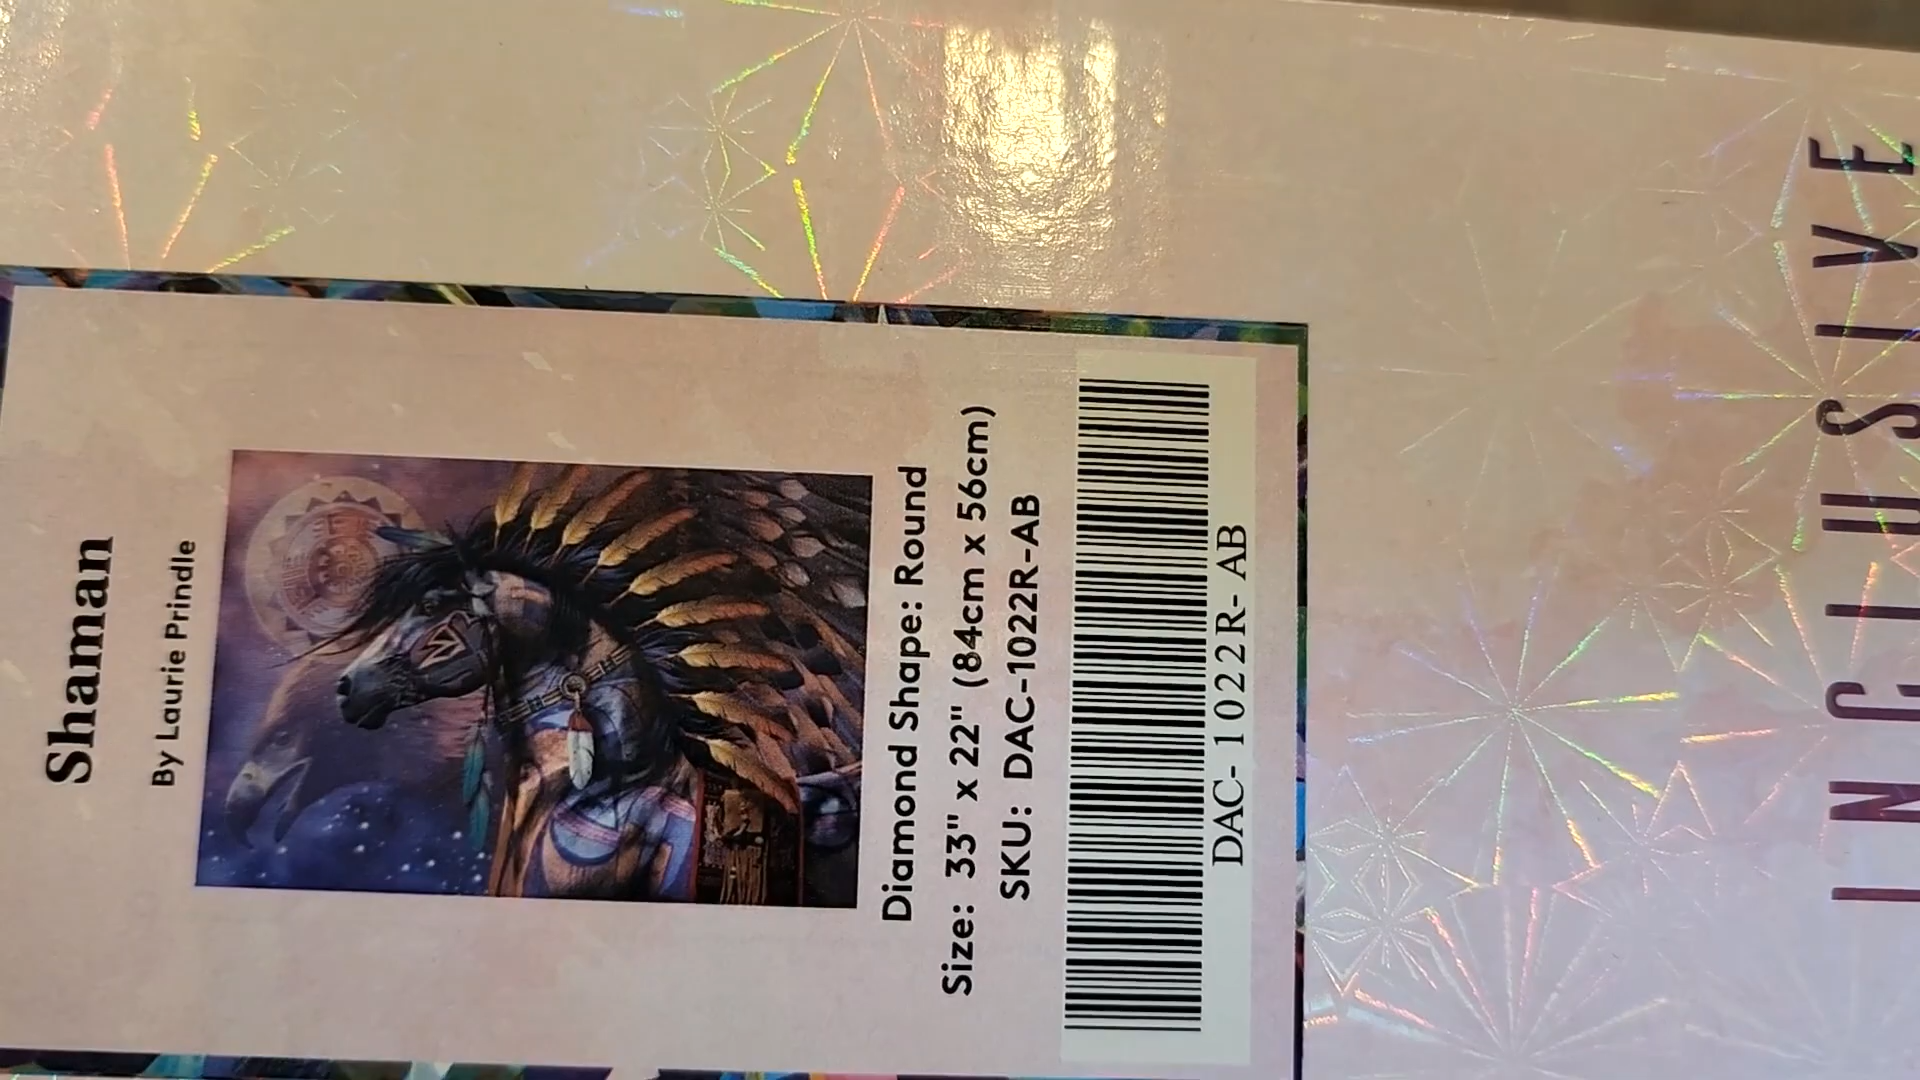 Shaman
By Laurie Prindle
Diamond Shape: Round
Size: 33" x 22" (84cm x 56cm)
SKU: DAC-1022R-AB
DAC-1022R-AB
INCLUSIVE